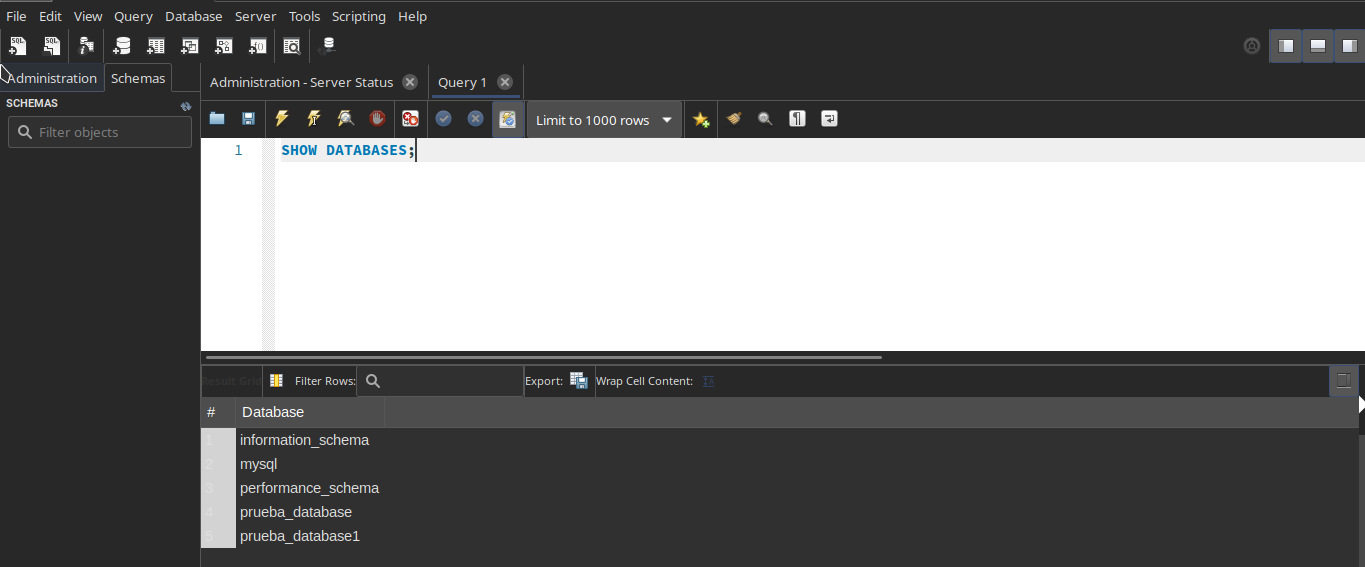 File Edit View Query Database Server Tools Scripting Help
SQL SQL
Administration Schemas
Administration - Server Status Query 1
SCHEMAS
Filter objects
Limit to 1000 rows
1 SHOW DATABASES;
Result Grid Filter Rows: Export: Wrap Cell Content:
# Database
1 information_schema
2 mysql
3 performance_schema
4 prueba_database
5 prueba_database1